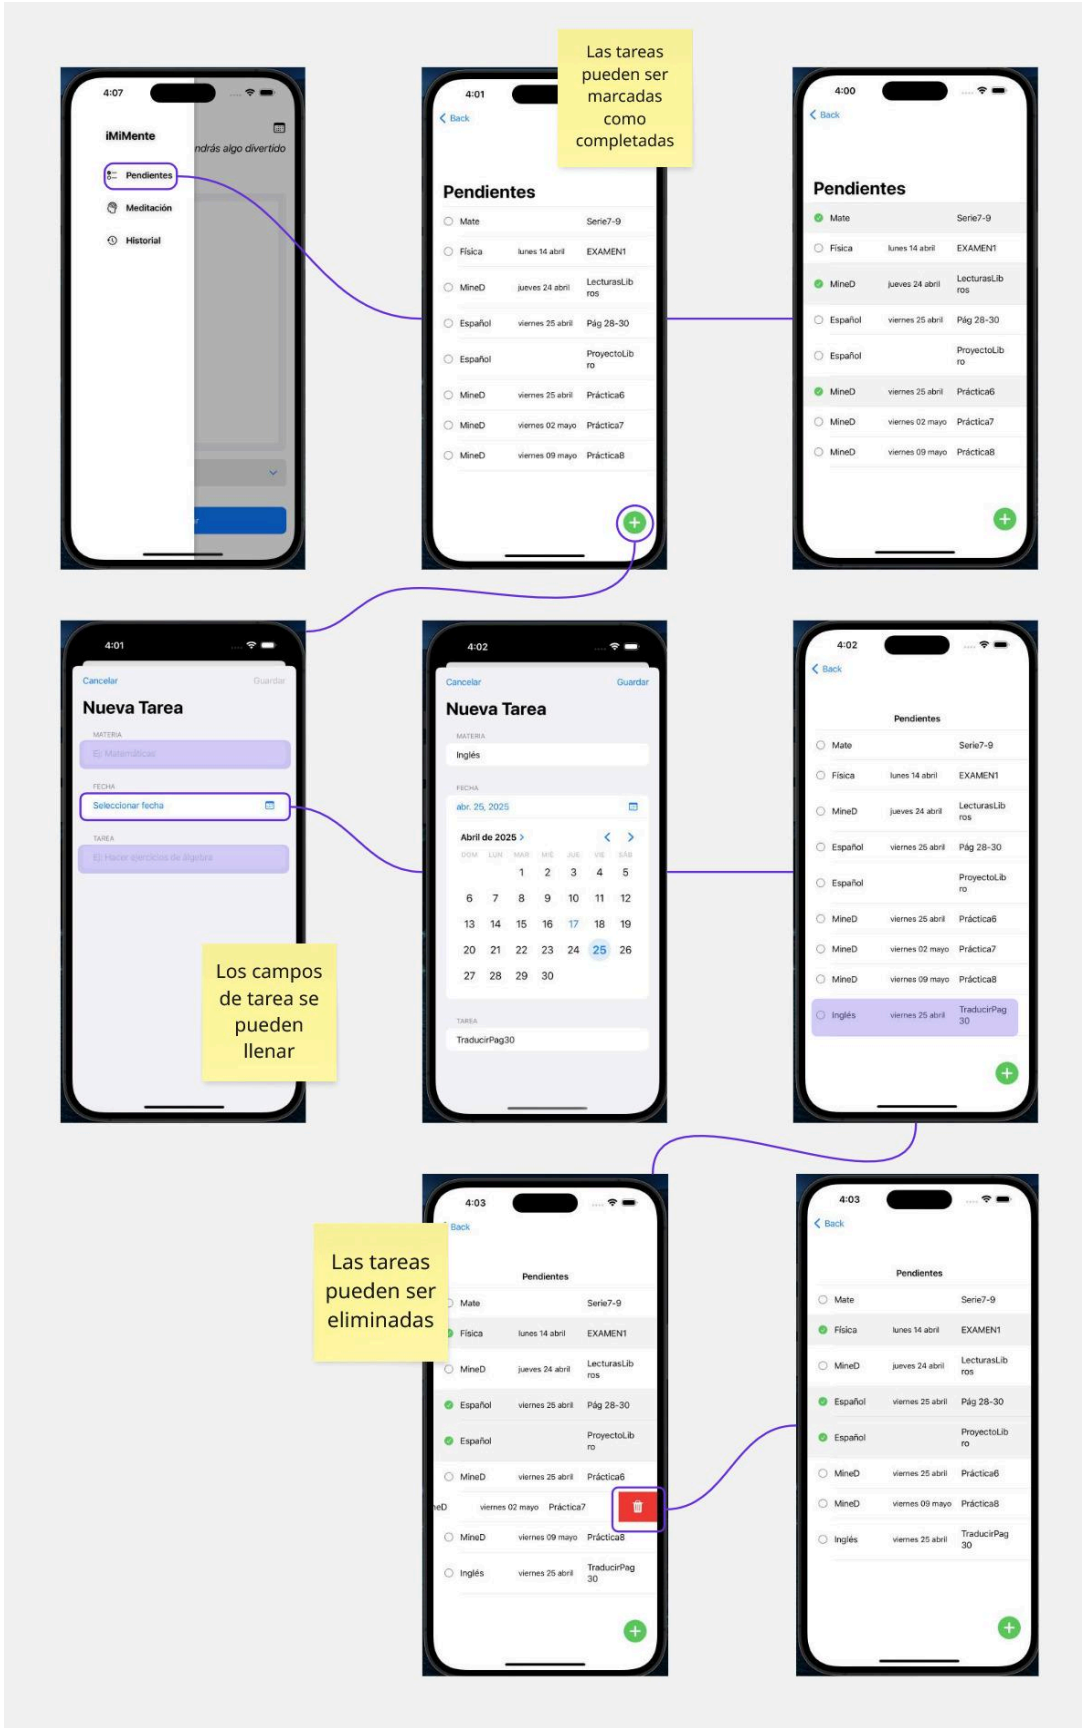 Las tareas
pueden ser
marcadas
como
completadas
4:07
iMiMente
Pendientes
Meditación
Historial
ndrás algo divertido
r
4:01
Back
Pendientes
Mate Serie7-9
Física lunes 14 abril EXAMEN1
MineD jueves 24 abril LecturasLib
ros
Español viernes 25 abril Pág 28-30
Español ProyectoLib
ro
MineD viernes 25 abril Práctica6
MineD viernes 02 mayo Práctica7
MineD viernes 09 mayo Práctica8
4:00
Back
Pendientes
Mate Serie7-9
Física lunes 14 abril EXAMEN1
MineD jueves 24 abril LecturasLib
ros
Español viernes 25 abril Pág 28-30
Español ProyectoLib
ro
MineD viernes 25 abril Práctica6
MineD viernes 02 mayo Práctica7
MineD viernes 09 mayo Práctica8
4:01
Cancelar Guardar
Nueva Tarea
MATERIA
Ej: Matemáticas
FECHA
Seleccionar fecha
TAREA
Ej: Hacer ejercicios de álgebra
Los campos
de tarea se
pueden
llenar
4:02
Cancelar Guardar
Nueva Tarea
MATERIA
Inglés
FECHA
abr. 25, 2025
Abril de 2025
DOM LUN MAR MIÉ JUE VIE SÁB
1 2 3 4 5
6 7 8 9 10 11 12
13 14 15 16 17 18 19
20 21 22 23 24 25 26
27 28 29 30
TAREA
TraducirPag30
4:02
Back
Pendientes
Mate Serie7-9
Física lunes 14 abril EXAMEN1
MineD jueves 24 abril LecturasLib
ros
Español viernes 25 abril Pág 28-30
Español ProyectoLib
ro
MineD viernes 25 abril Práctica6
MineD viernes 02 mayo Práctica7
MineD viernes 09 mayo Práctica8
Inglés viernes 25 abril TraducirPag
30
Las tareas
pueden ser
eliminadas
4:03
Back
Pendientes
Mate Serie7-9
Física lunes 14 abril EXAMEN1
MineD jueves 24 abril LecturasLib
ros
Español viernes 25 abril Pág 28-30
Español ProyectoLib
ro
MineD viernes 25 abril Práctica6
neD viernes 02 mayo Práctica7
MineD viernes 09 mayo Práctica8
Inglés viernes 25 abril TraducirPag
30
4:03
Back
Pendientes
Mate Serie7-9
Física lunes 14 abril EXAMEN1
MineD jueves 24 abril LecturasLib
ros
Español viernes 25 abril Pág 28-30
Español ProyectoLib
ro
MineD viernes 25 abril Práctica6
MineD viernes 09 mayo Práctica8
Inglés viernes 25 abril TraducirPag
30